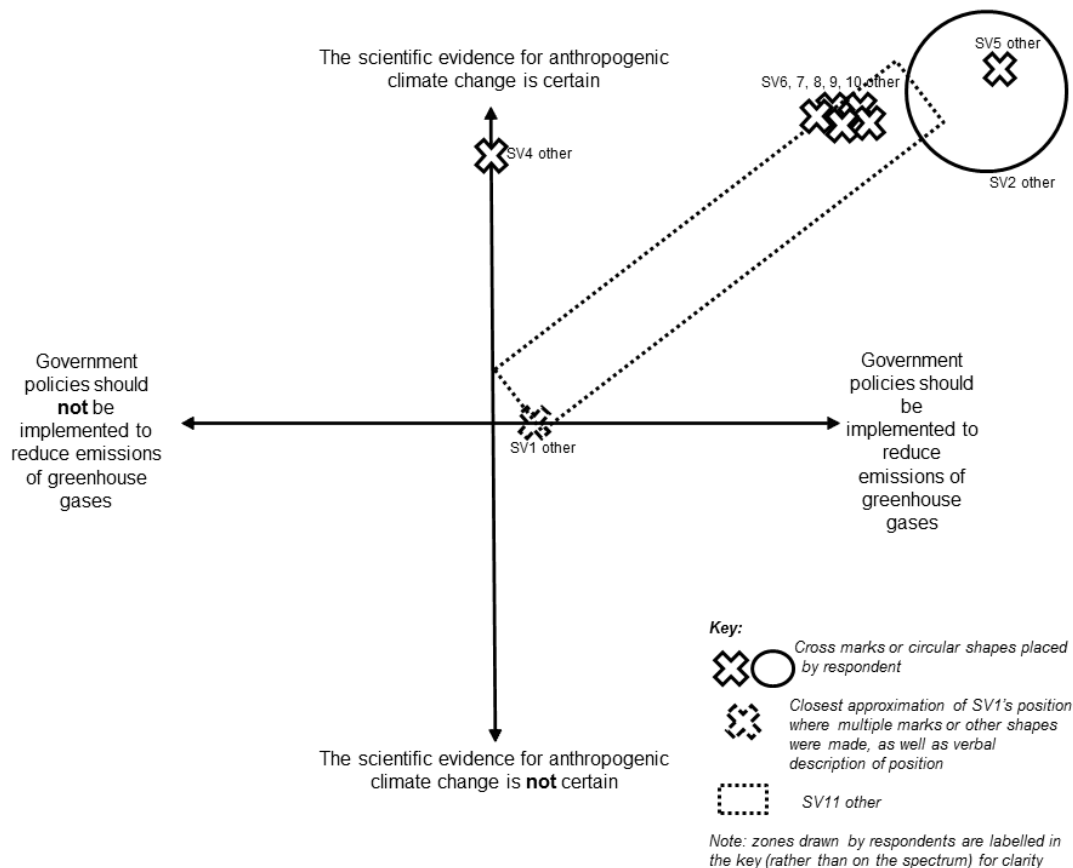 The scientific evidence for anthropogenic
climate change is certain
SV5 other
SV6, 7, 8, 9, 10 other
SV4 other
SV2 other
Government
policies should
not be
implemented to
reduce emissions
of greenhouse
gases
Government
policies should
be
implemented to
reduce
emissions of
greenhouse
gases
SV1 other
The scientific evidence for anthropogenic
climate change is not certain
Key:
Cross marks or circular shapes placed
by respondent
Closest approximation of SV1's position
where multiple marks or other shapes
were made, as well as verbal
description of position
SV11 other
Note: zones drawn by respondents are labelled in
the key (rather than on the spectrum) for clarity